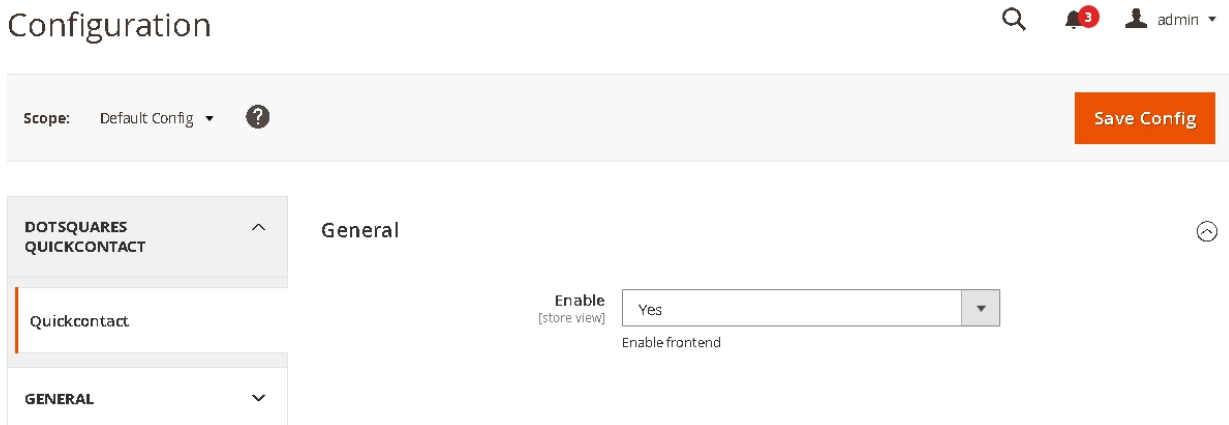 Configuration
3
admin
Scope: Default Config ?
Save Config
DOTSQUARES
QUICKCONTACT
General
Enable
[store view]
Yes
Enable frontend
Quickcontact
GENERAL